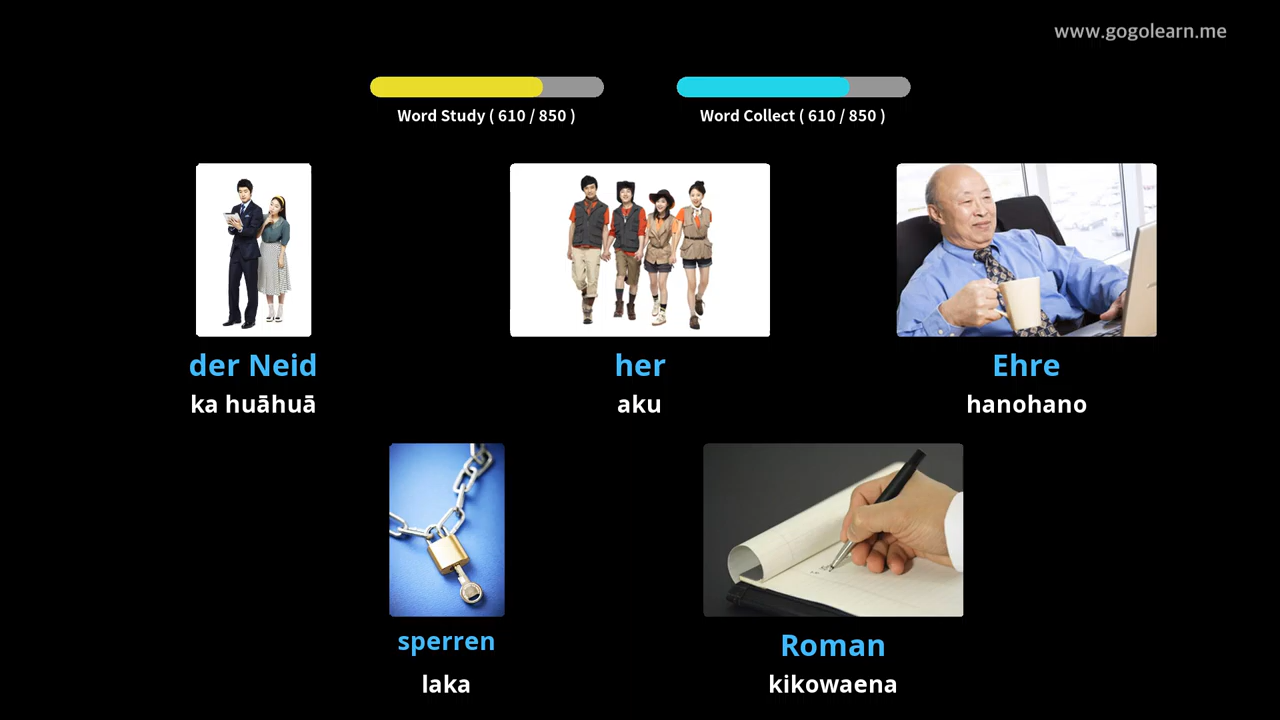 www.gogolearn.me
Word Study ( 610 / 850 )
Word Collect ( 610 / 850 )
der Neid
ka huāhuā
her
aku
Ehre
hanohano
sperren
laka
Roman
kikowaena